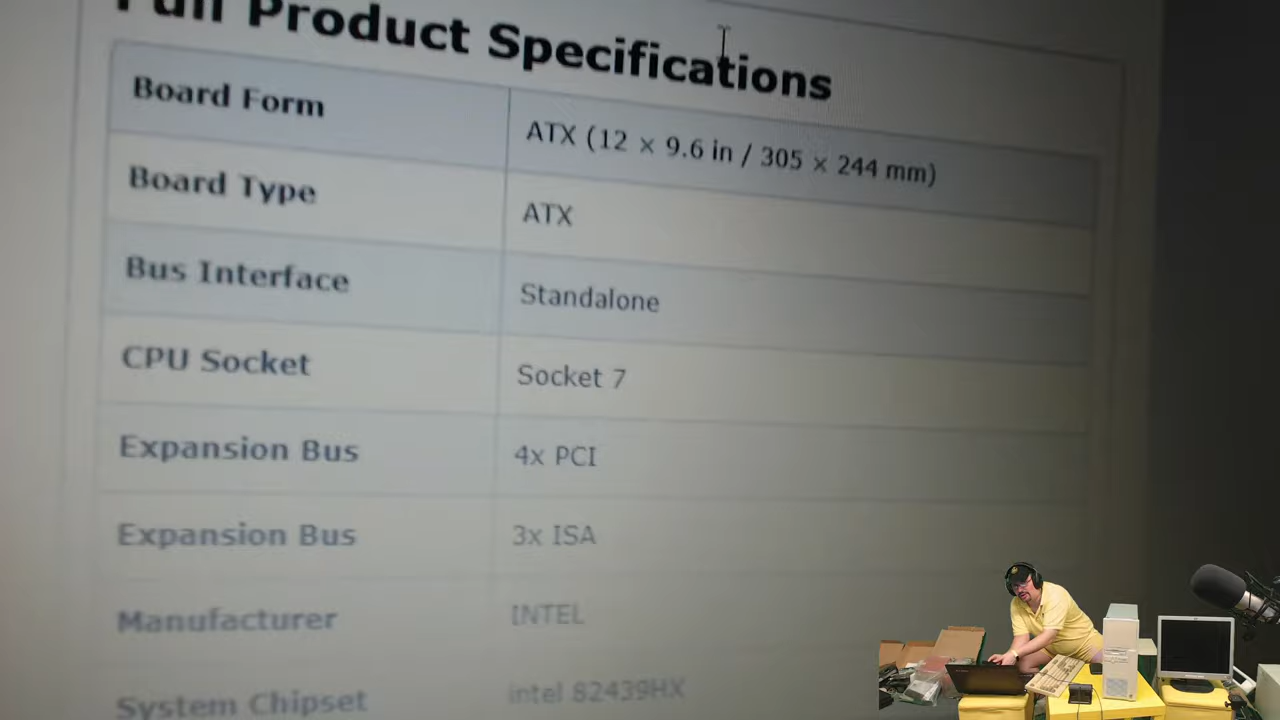 Full Product Specifications
Board Form
ATX (12 × 9.6 in / 305 × 244 mm)
Board Type
ATX
Bus Interface
Standalone
CPU Socket
Socket 7
Expansion Bus
4x PCI
Expansion Bus
3x ISA
Manufacturer
INTEL
System Chipset
intel 82439HX